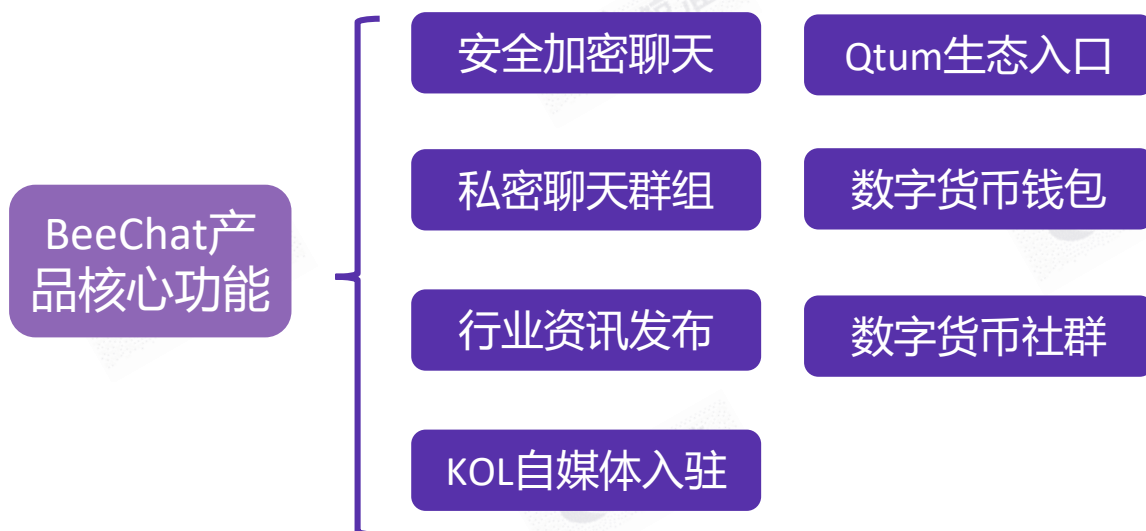 BeeChat产
品核心功能
安全加密聊天
Qtum生态入口
私密聊天群组
数字货币钱包
行业资讯发布
数字货币社群
KOL自媒体入驻